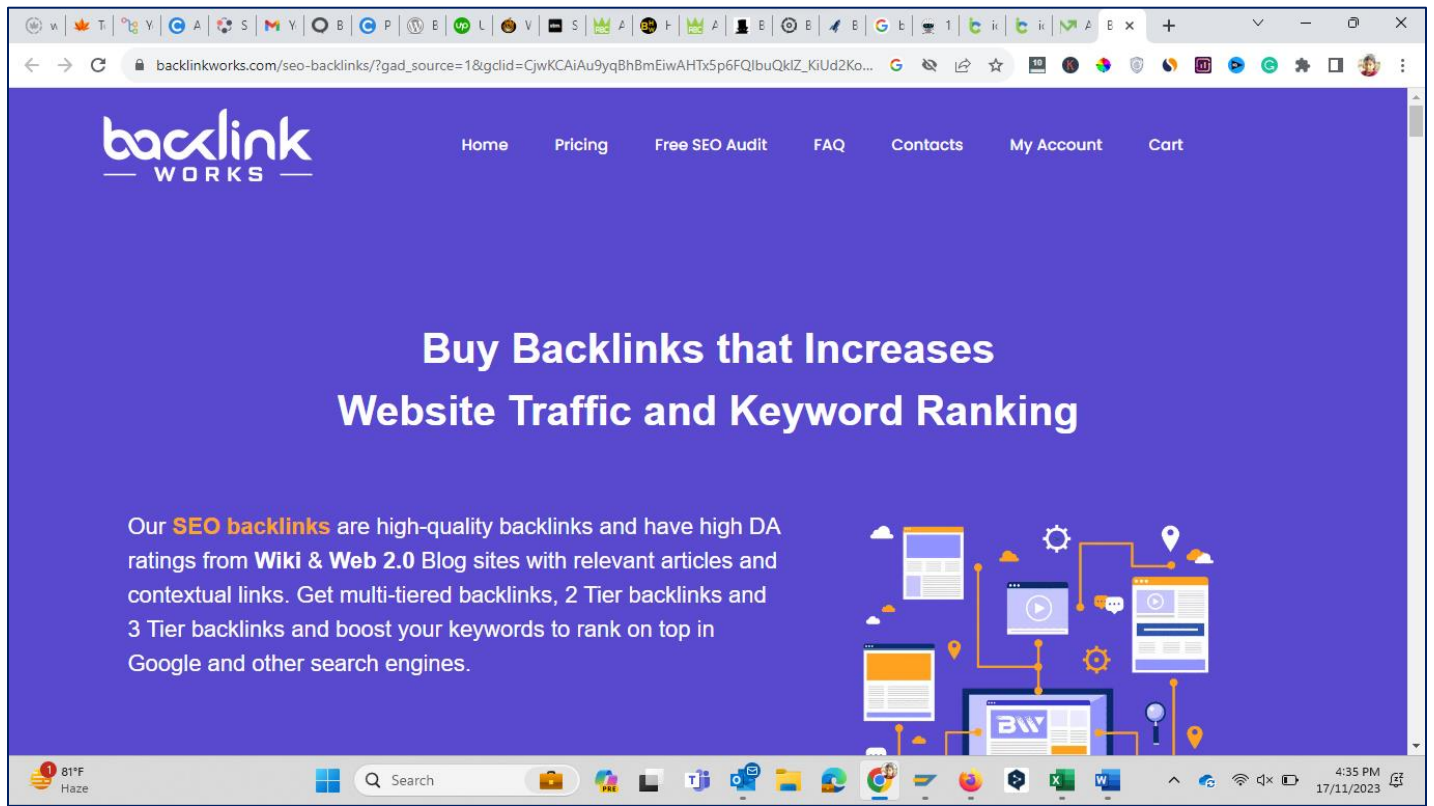 backlinkworks.com/seo-backlinks/?gad_source=1&gclid=CjwKCAiAu9yqBhBmEiwAHTx5p6FQIbuQkIZ_KiUd2Ko...
10
backlink
WORKS
Home Pricing Free SEO Audit FAQ Contacts My Account Cart
Buy Backlinks that Increases
Website Traffic and Keyword Ranking
Our SEO backlinks are high-quality backlinks and have high DA
ratings from Wiki & Web 2.0 Blog sites with relevant articles and
contextual links. Get multi-tiered backlinks, 2 Tier backlinks and
3 Tier backlinks and boost your keywords to rank on top in
Google and other search engines.
BW
1
81°F
Haze
Search
PRE
4:35 PM
17/11/2023